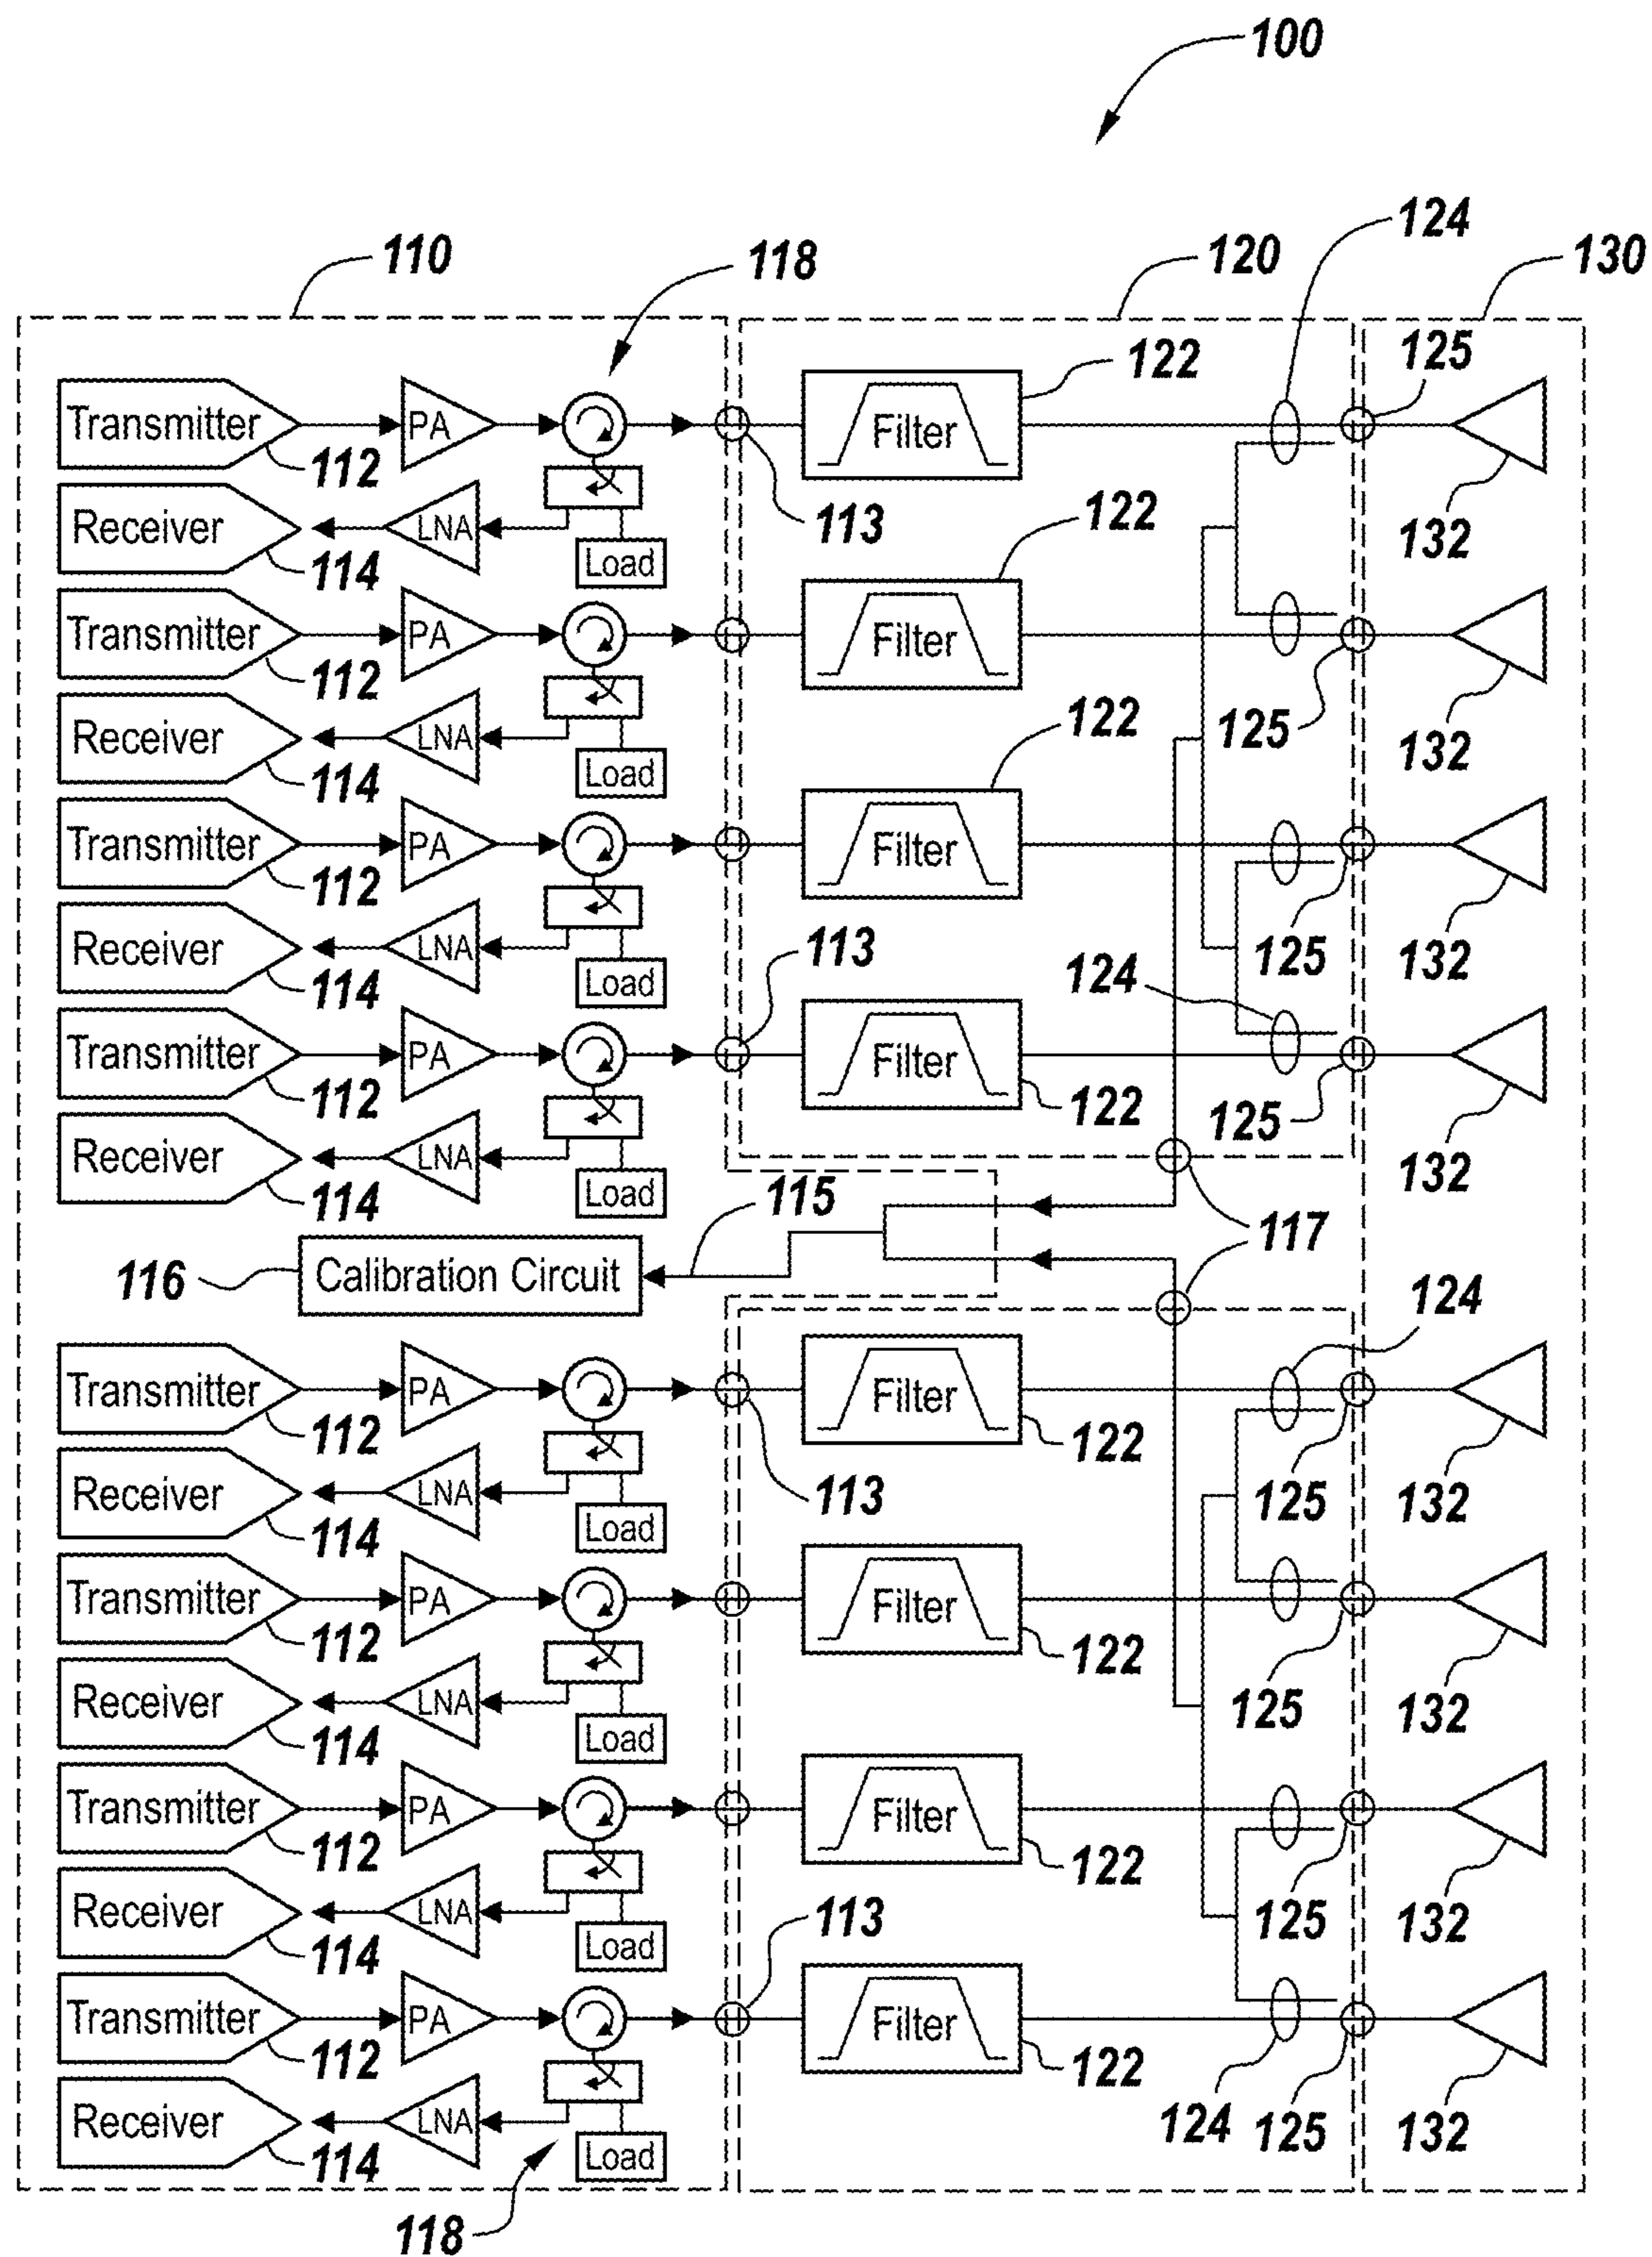 100
124
110 118 120 130
125
122
Transmitter PA Filter
112 113 132
Receiver LNA
114 Load
122
Transmitter PA Filter
112 125 132
122
Receiver LNA
114 Load
Transmitter PA Filter
112 113 125 132
124
Receiver LNA
114 Load
Transmitter PA Filter
112 122 125
132
Receiver LNA
114 Load
115
117
116 Calibration Circuit
124
Transmitter PA Filter
112 122
113 125 132
Receiver LNA
114 Load
Transmitter PA Filter
112 122
125 132
Receiver LNA
114 Load
Transmitter PA Filter
112 122
113 125 132
Receiver LNA
114 Load
Transmitter PA Filter
112 122
124 125 132
Receiver LNA
114 Load
118